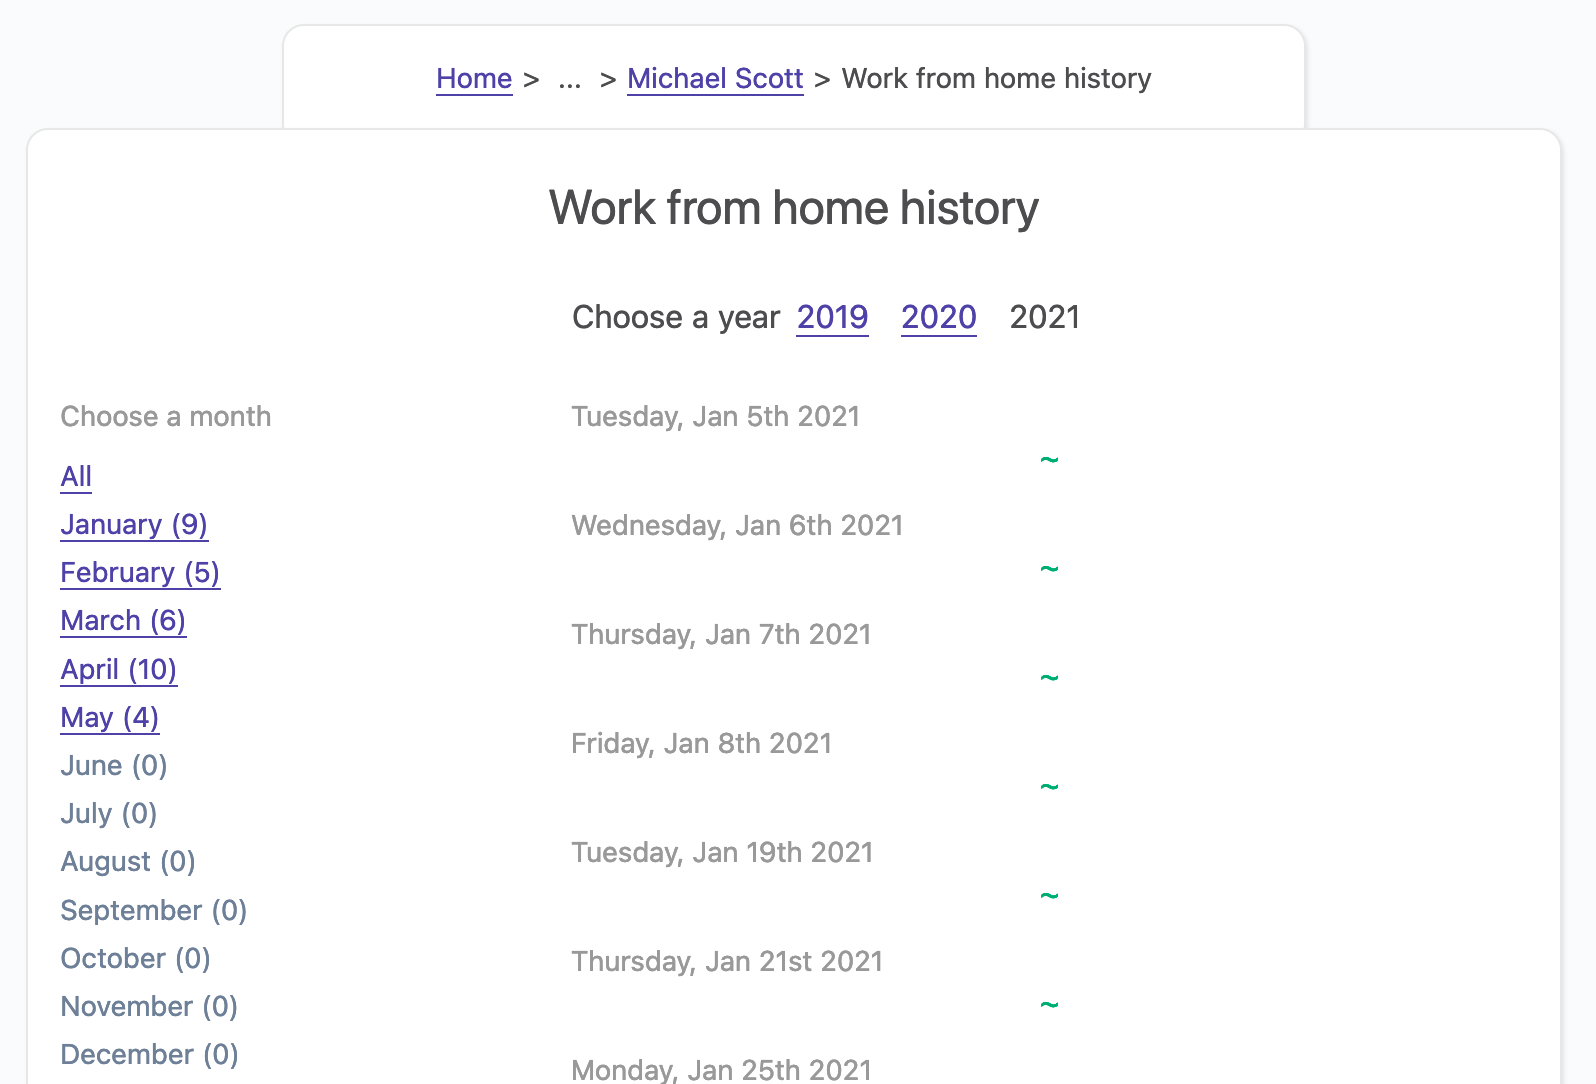 Home > ... > Michael Scott > Work from home history
Work from home history
Choose a year 2019 2020 2021
Choose a month
All
January (9)
February (5)
March (6)
April (10)
May (4)
June (0)
July (0)
August (0)
September (0)
October (0)
November (0)
December (0)
Tuesday, Jan 5th 2021
~
Wednesday, Jan 6th 2021
~
Thursday, Jan 7th 2021
~
Friday, Jan 8th 2021
~
Tuesday, Jan 19th 2021
~
Thursday, Jan 21st 2021
~
Monday, Jan 25th 2021